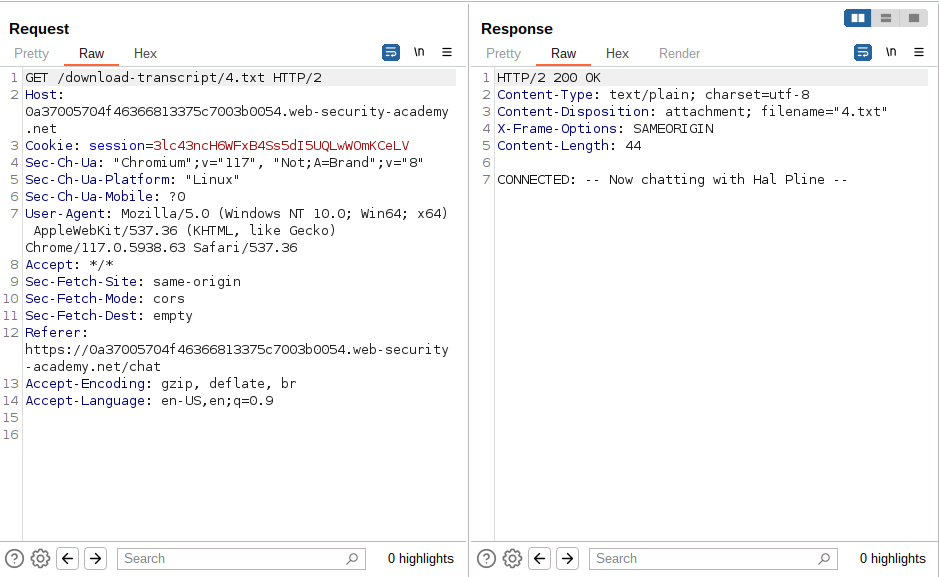 Request
Pretty Raw Hex
\n
1 GET /download-transcript/4.txt HTTP/2
2 Host:
0a37005704f46366813375c7003b0054.web-security-academy
.net
3 Cookie: session=3lc43ncH6WFxB4Ss5dI5UQLwWOmKCeLV
4 Sec-Ch-Ua: "Chromium";v="117", "Not;A=Brand";v="8"
5 Sec-Ch-Ua-Platform: "Linux"
6 Sec-Ch-Ua-Mobile: ?0
7 User-Agent: Mozilla/5.0 (Windows NT 10.0; Win64; x64)
AppleWebKit/537.36 (KHTML, like Gecko)
Chrome/117.0.5938.63 Safari/537.36
8 Accept: */*
9 Sec-Fetch-Site: same-origin
10 Sec-Fetch-Mode: cors
11 Sec-Fetch-Dest: empty
12 Referer:
https://0a37005704f46366813375c7003b0054.web-security
-academy.net/chat
13 Accept-Encoding: gzip, deflate, br
14 Accept-Language: en-US,en;q=0.9
15
16
Search
0 highlights
Response
Pretty Raw Hex Render
\n
1 HTTP/2 200 OK
2 Content-Type: text/plain; charset=utf-8
3 Content-Disposition: attachment; filename="4.txt"
4 X-Frame-Options: SAMEORIGIN
5 Content-Length: 44
6
7 CONNECTED: -- Now chatting with Hal Pline --
Search
0 highlights